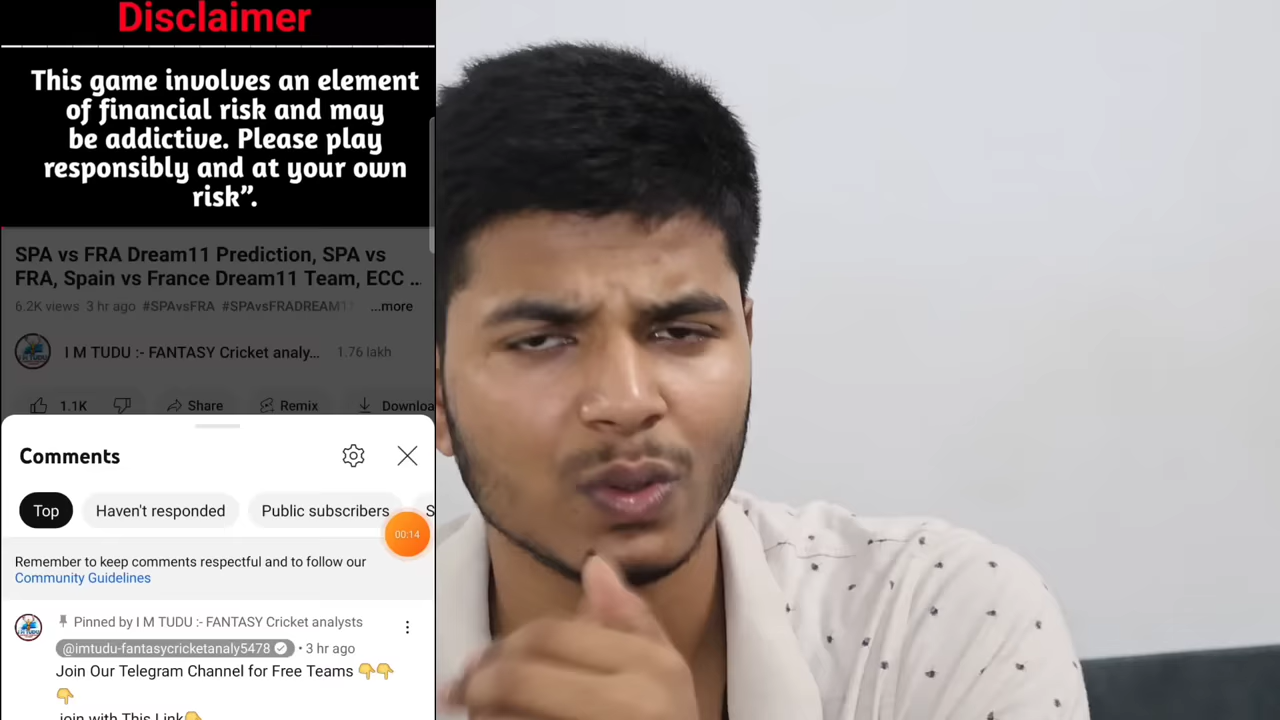 Disclaimer
This game involves an element
of financial risk and may
be addictive. Please play
responsibly and at your own
risk”.
SPA vs FRA Dream11 Prediction, SPA vs
FRA, Spain vs France Dream11 Team, ECC ...
6.2K views 3 hr ago #SPAvsFRA #SPAvsFRADREAM11 ...more
I M TUDU :- FANTASY Cricket analy... 1.76 lakh
1.1K Share Remix Downloa
Comments
Top Haven't responded Public subscribers S
00:14
Remember to keep comments respectful and to follow our
Community Guidelines
Pinned by I M TUDU :- FANTASY Cricket analysts
@imtudu-fantasycricketanaly5478 • 3 hr ago
Join Our Telegram Channel for Free Teams 👇👇
👇
join with This Link👇